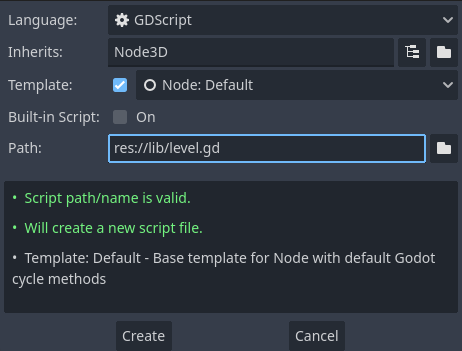 Language: GDScript
Inherits: Node3D
Template: Node: Default
Built-in Script: On
Path: res://lib/level.gd
• Script path/name is valid.
• Will create a new script file.
• Template: Default - Base template for Node with default Godot
cycle methods
Create Cancel